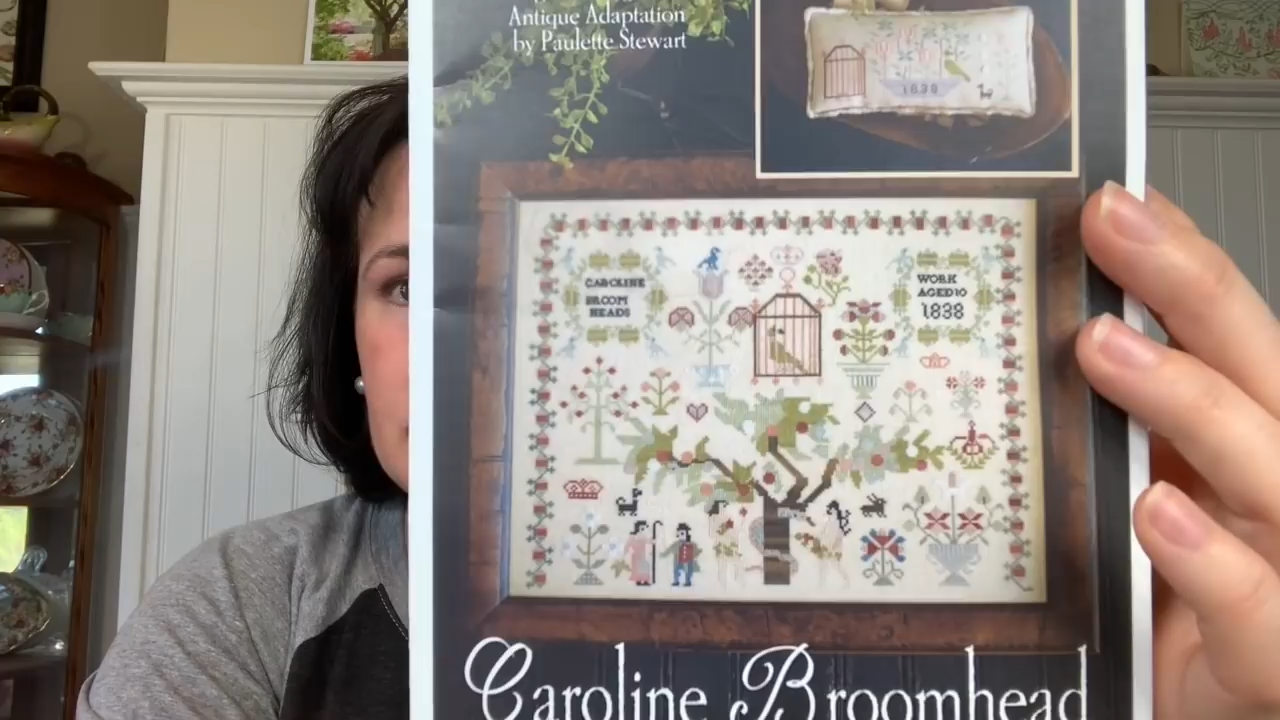 Antique Adaptation
by Paulette Stewart
1838
CAROLINE
BROOM
HEADS
WORK
AGED 10
1838
Caroline Broomhead